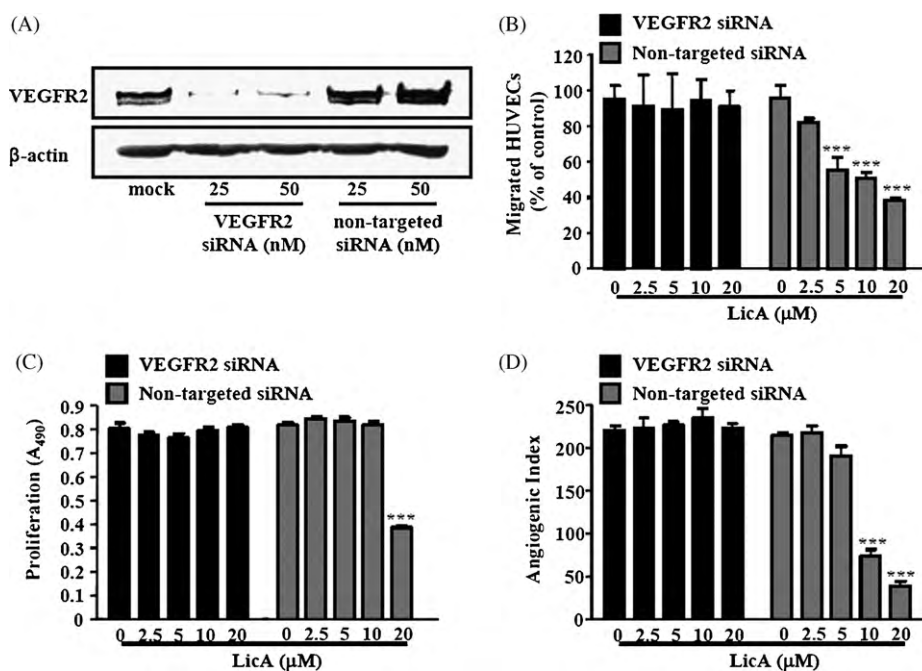 (A)
VEGFR2
β-actin
mock 25 50 25 50
VEGFR2 non-targeted
siRNA (nM) siRNA (nM)
(B)
VEGFR2 siRNA
Non-targeted siRNA
Migrated HUVECs
(% of control)
120
100
80
60
40
20
0
***
***
***
0 2.5 5 10 20 0 2.5 5 10 20
LicA (μM)
(C)
VEGFR2 siRNA
Non-targeted siRNA
Proliferation (A490)
0.9
0.8
0.7
0.6
0.5
0.4
0.3
0.2
0.1
0
***
0 2.5 5 10 20 0 2.5 5 10 20
LicA (μM)
(D)
VEGFR2 siRNA
Non-targeted siRNA
Angiogenic Index
250
200
150
100
50
0
***
***
0 2.5 5 10 20 0 2.5 5 10 20
LicA (μM)